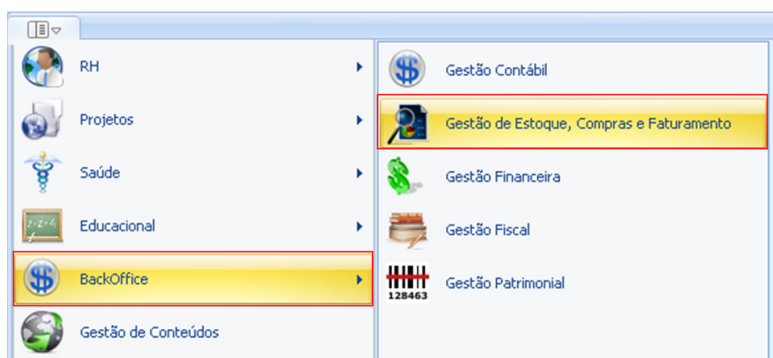 RH
Projetos
Saúde
Educacional
BackOffice
Gestão de Conteúdos
Gestão Contábil
Gestão de Estoque, Compras e Faturamento
Gestão Financeira
Gestão Fiscal
Gestão Patrimonial
128463